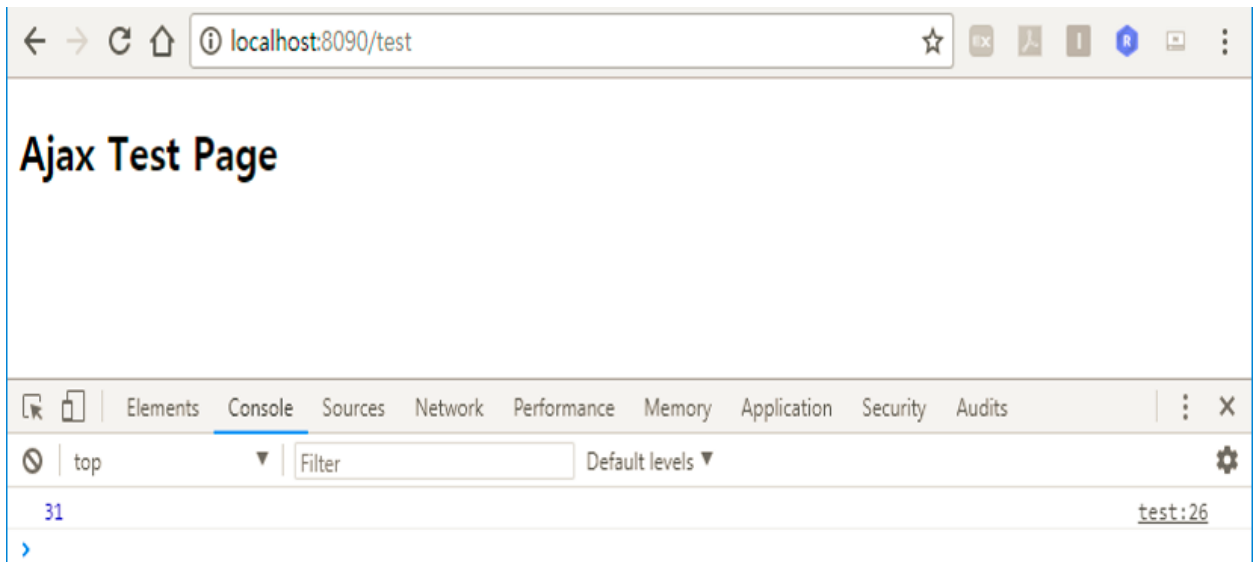 localhost:8090/test
Ajax Test Page
Elements Console Sources Network Performance Memory Application Security Audits
top Filter Default levels
31 test:26